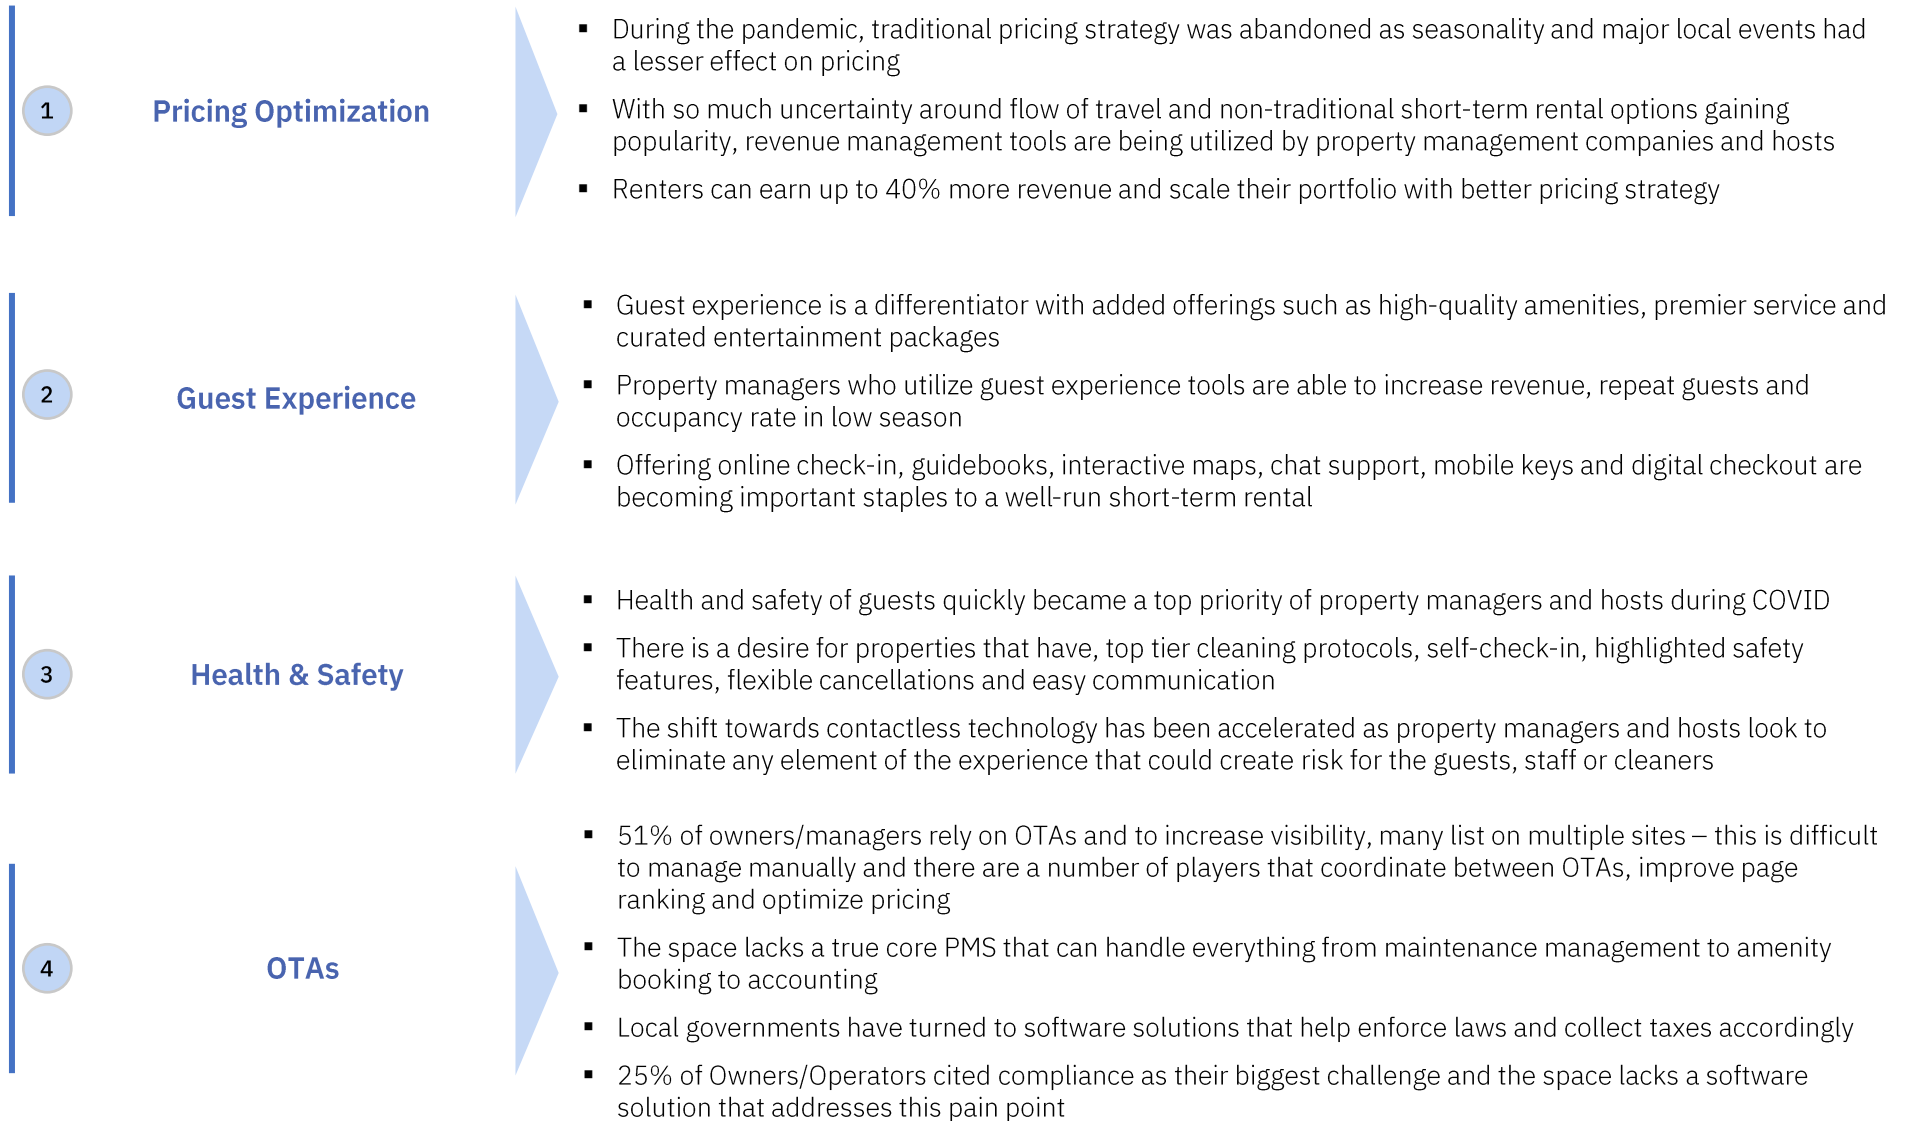 1
Pricing Optimization
▪ During the pandemic, traditional pricing strategy was abandoned as seasonality and major local events had
a lesser effect on pricing
▪ With so much uncertainty around flow of travel and non-traditional short-term rental options gaining
popularity, revenue management tools are being utilized by property management companies and hosts
▪ Renters can earn up to 40% more revenue and scale their portfolio with better pricing strategy
2
Guest Experience
▪ Guest experience is a differentiator with added offerings such as high-quality amenities, premier service and
curated entertainment packages
▪ Property managers who utilize guest experience tools are able to increase revenue, repeat guests and
occupancy rate in low season
▪ Offering online check-in, guidebooks, interactive maps, chat support, mobile keys and digital checkout are
becoming important staples to a well-run short-term rental
3
Health & Safety
▪ Health and safety of guests quickly became a top priority of property managers and hosts during COVID
▪ There is a desire for properties that have, top tier cleaning protocols, self-check-in, highlighted safety
features, flexible cancellations and easy communication
▪ The shift towards contactless technology has been accelerated as property managers and hosts look to
eliminate any element of the experience that could create risk for the guests, staff or cleaners
4
OTAs
▪ 51% of owners/managers rely on OTAs and to increase visibility, many list on multiple sites – this is difficult
to manage manually and there are a number of players that coordinate between OTAs, improve page
ranking and optimize pricing
▪ The space lacks a true core PMS that can handle everything from maintenance management to amenity
booking to accounting
▪ Local governments have turned to software solutions that help enforce laws and collect taxes accordingly
▪ 25% of Owners/Operators cited compliance as their biggest challenge and the space lacks a software
solution that addresses this pain point